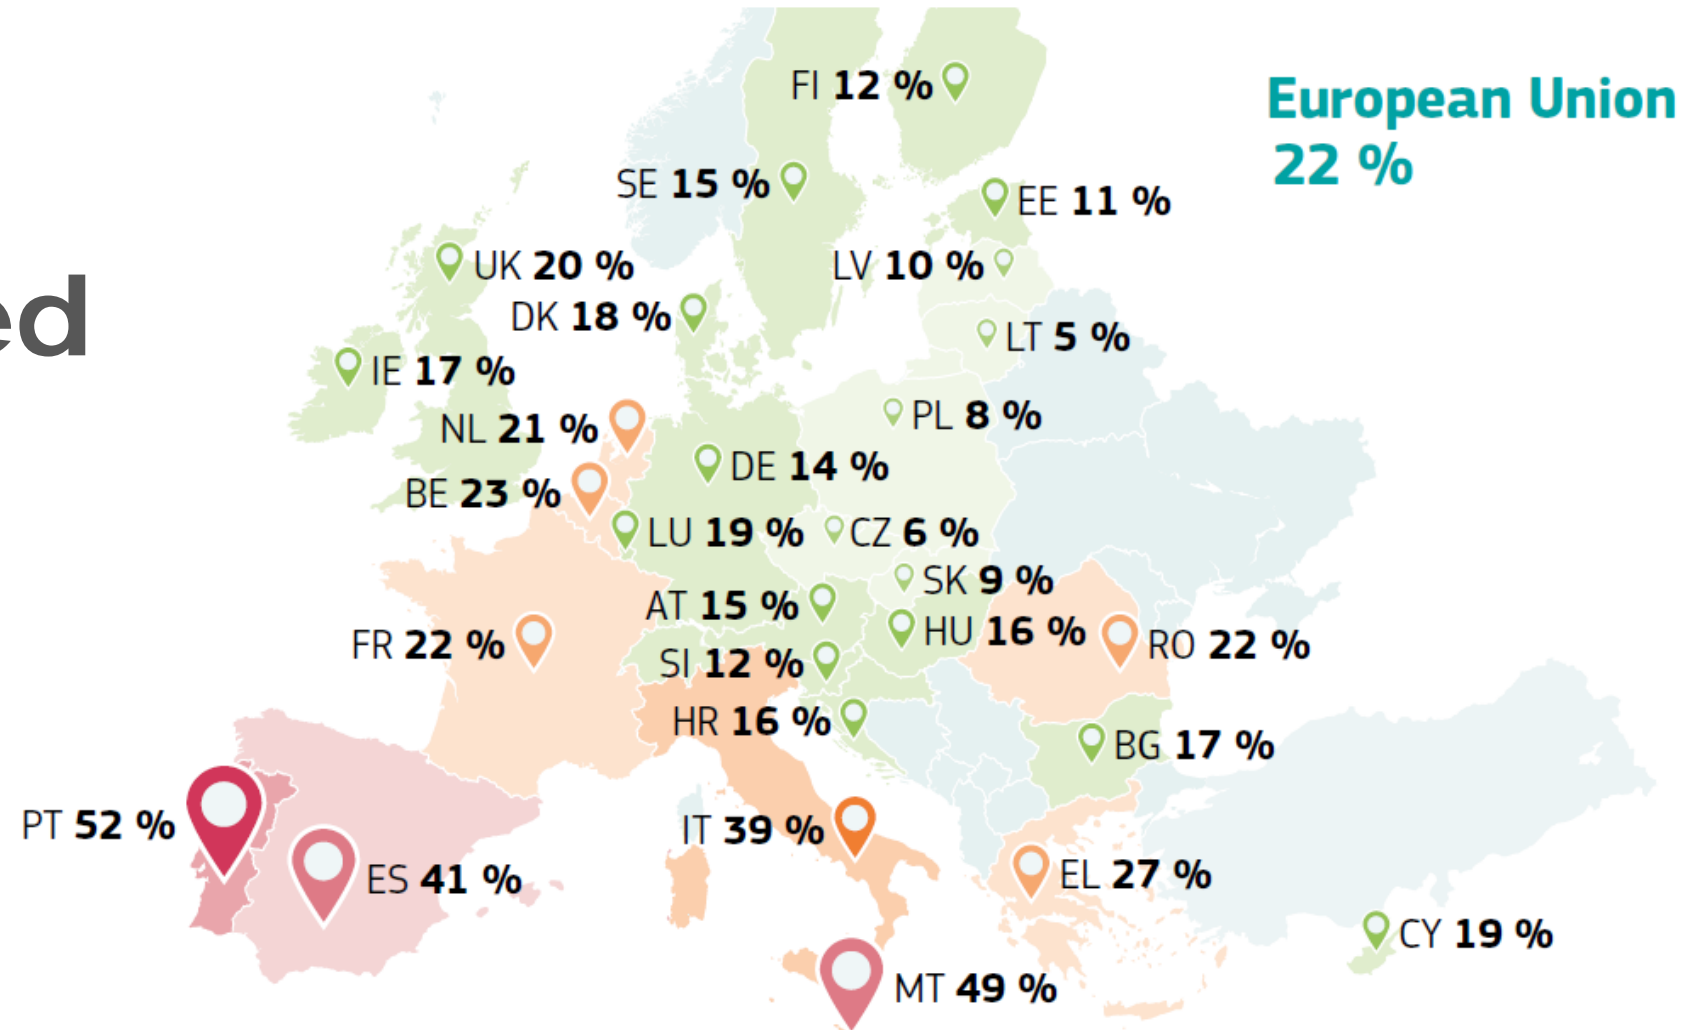 European Union
22 %
FI 12 %
SE 15 %
EE 11 %
UK 20 %
LV 10 %
DK 18 %
LT 5 %
IE 17 %
NL 21 %
PL 8 %
DE 14 %
BE 23 %
LU 19 %
CZ 6 %
SK 9 %
AT 15 %
HU 16 %
FR 22 %
RO 22 %
SI 12 %
HR 16 %
BG 17 %
PT 52 %
IT 39 %
ES 41 %
EL 27 %
CY 19 %
MT 49 %